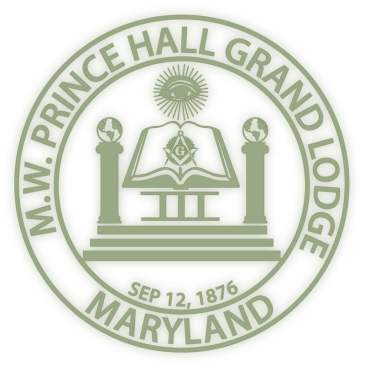 M.W. PRINCE HALL GRAND LODGE
G
SEP 12, 1876
MARYLAND